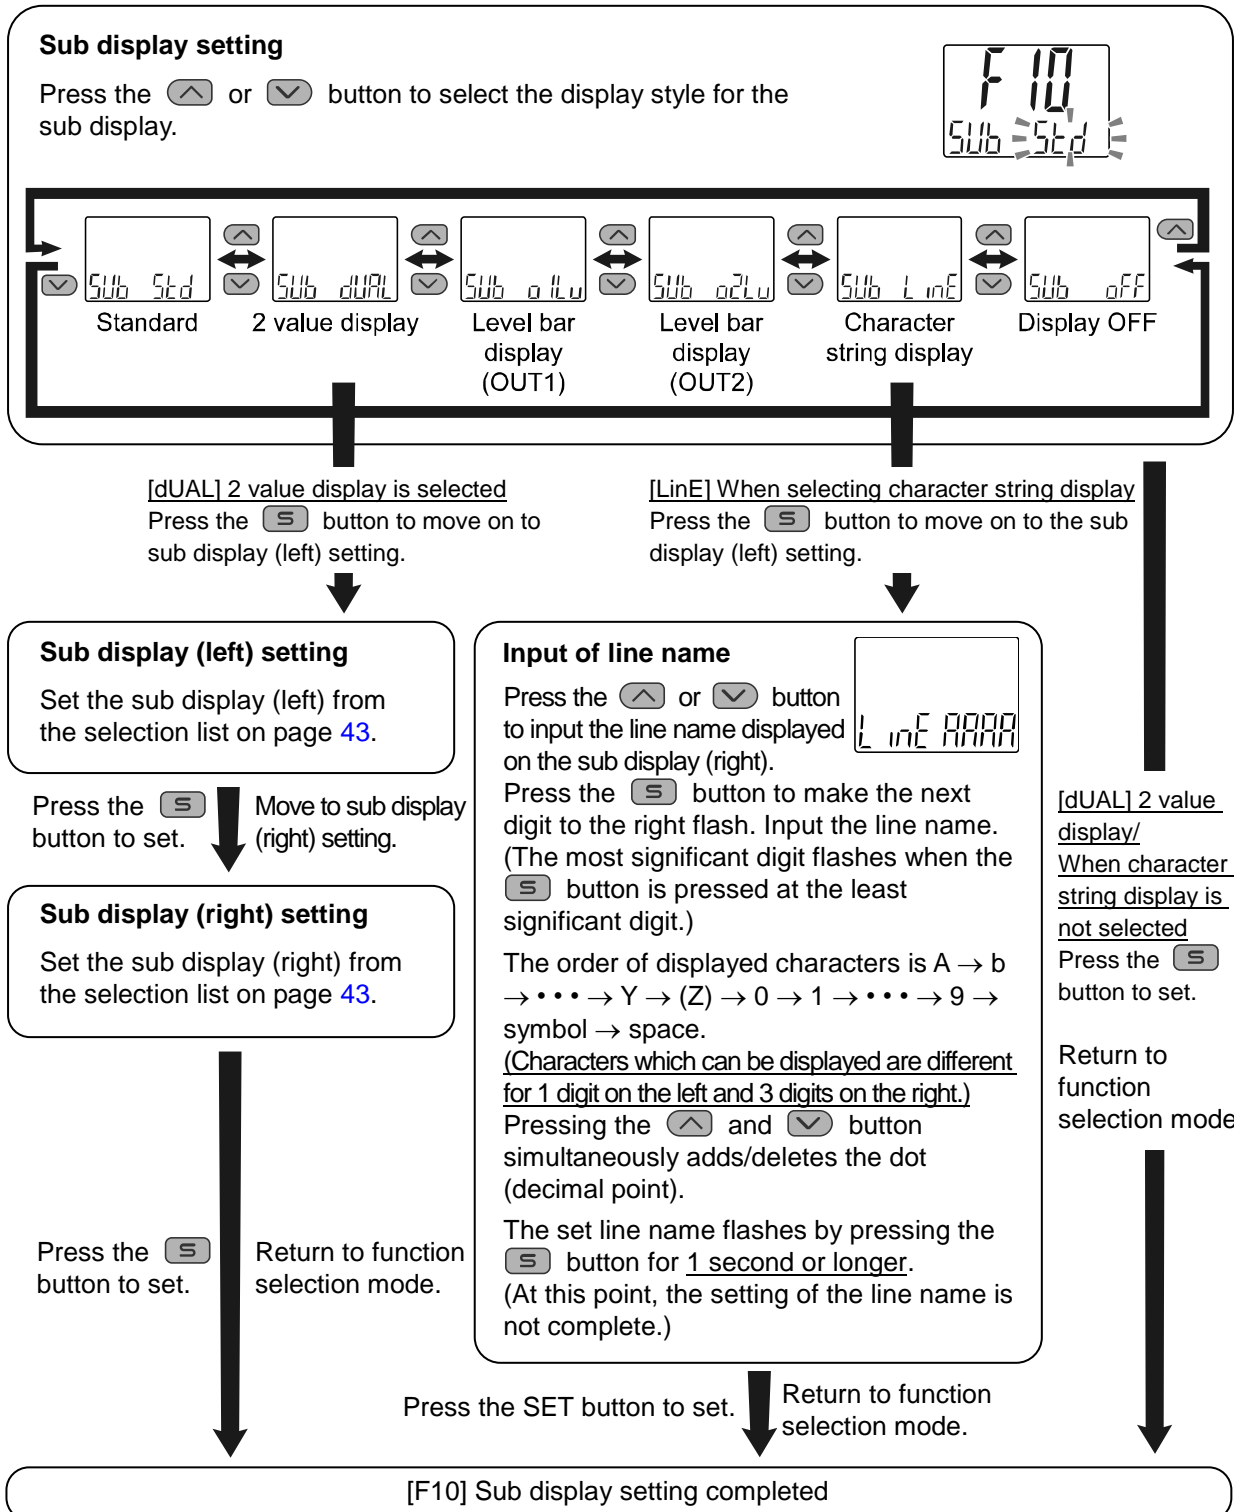 Sub display setting
Press the or button to select the display style for the
sub display.
F 10
SUb Std
SUb Std
SUb dUAL
SUb o1Lv
SUb o2Lv
SUb LinE
SUb oFF
Standard
2 value display
Level bar
display
(OUT1)
Level bar
display
(OUT2)
Character
string display
Display OFF
[dUAL] 2 value display is selected
Press the S button to move on to
sub display (left) setting.
[LinE] When selecting character string display
Press the S button to move on to the sub
display (left) setting.
Sub display (left) setting
Set the sub display (left) from
the selection list on page 43.
Press the S
button to set.
Move to sub display
(right) setting.
Sub display (right) setting
Set the sub display (right) from
the selection list on page 43.
Press the S
button to set.
Return to function
selection mode.
Input of line name
Press the or button
to input the line name displayed
on the sub display (right).
LinE AAAA
Press the S button to make the next
digit to the right flash. Input the line name.
(The most significant digit flashes when the
S button is pressed at the least
significant digit.)
The order of displayed characters is A → b
→ • • • → Y → (Z) → 0 → 1 → • • • → 9 →
symbol → space.
(Characters which can be displayed are different
for 1 digit on the left and 3 digits on the right.)
Pressing the and button
simultaneously adds/deletes the dot
(decimal point).
The set line name flashes by pressing the
S button for 1 second or longer.
(At this point, the setting of the line name is
not complete.)
Press the SET button to set.
Return to function
selection mode.
[dUAL] 2 value
display/
When character
string display is
not selected
Press the S
button to set.
Return to
function
selection mode
[F10] Sub display setting completed